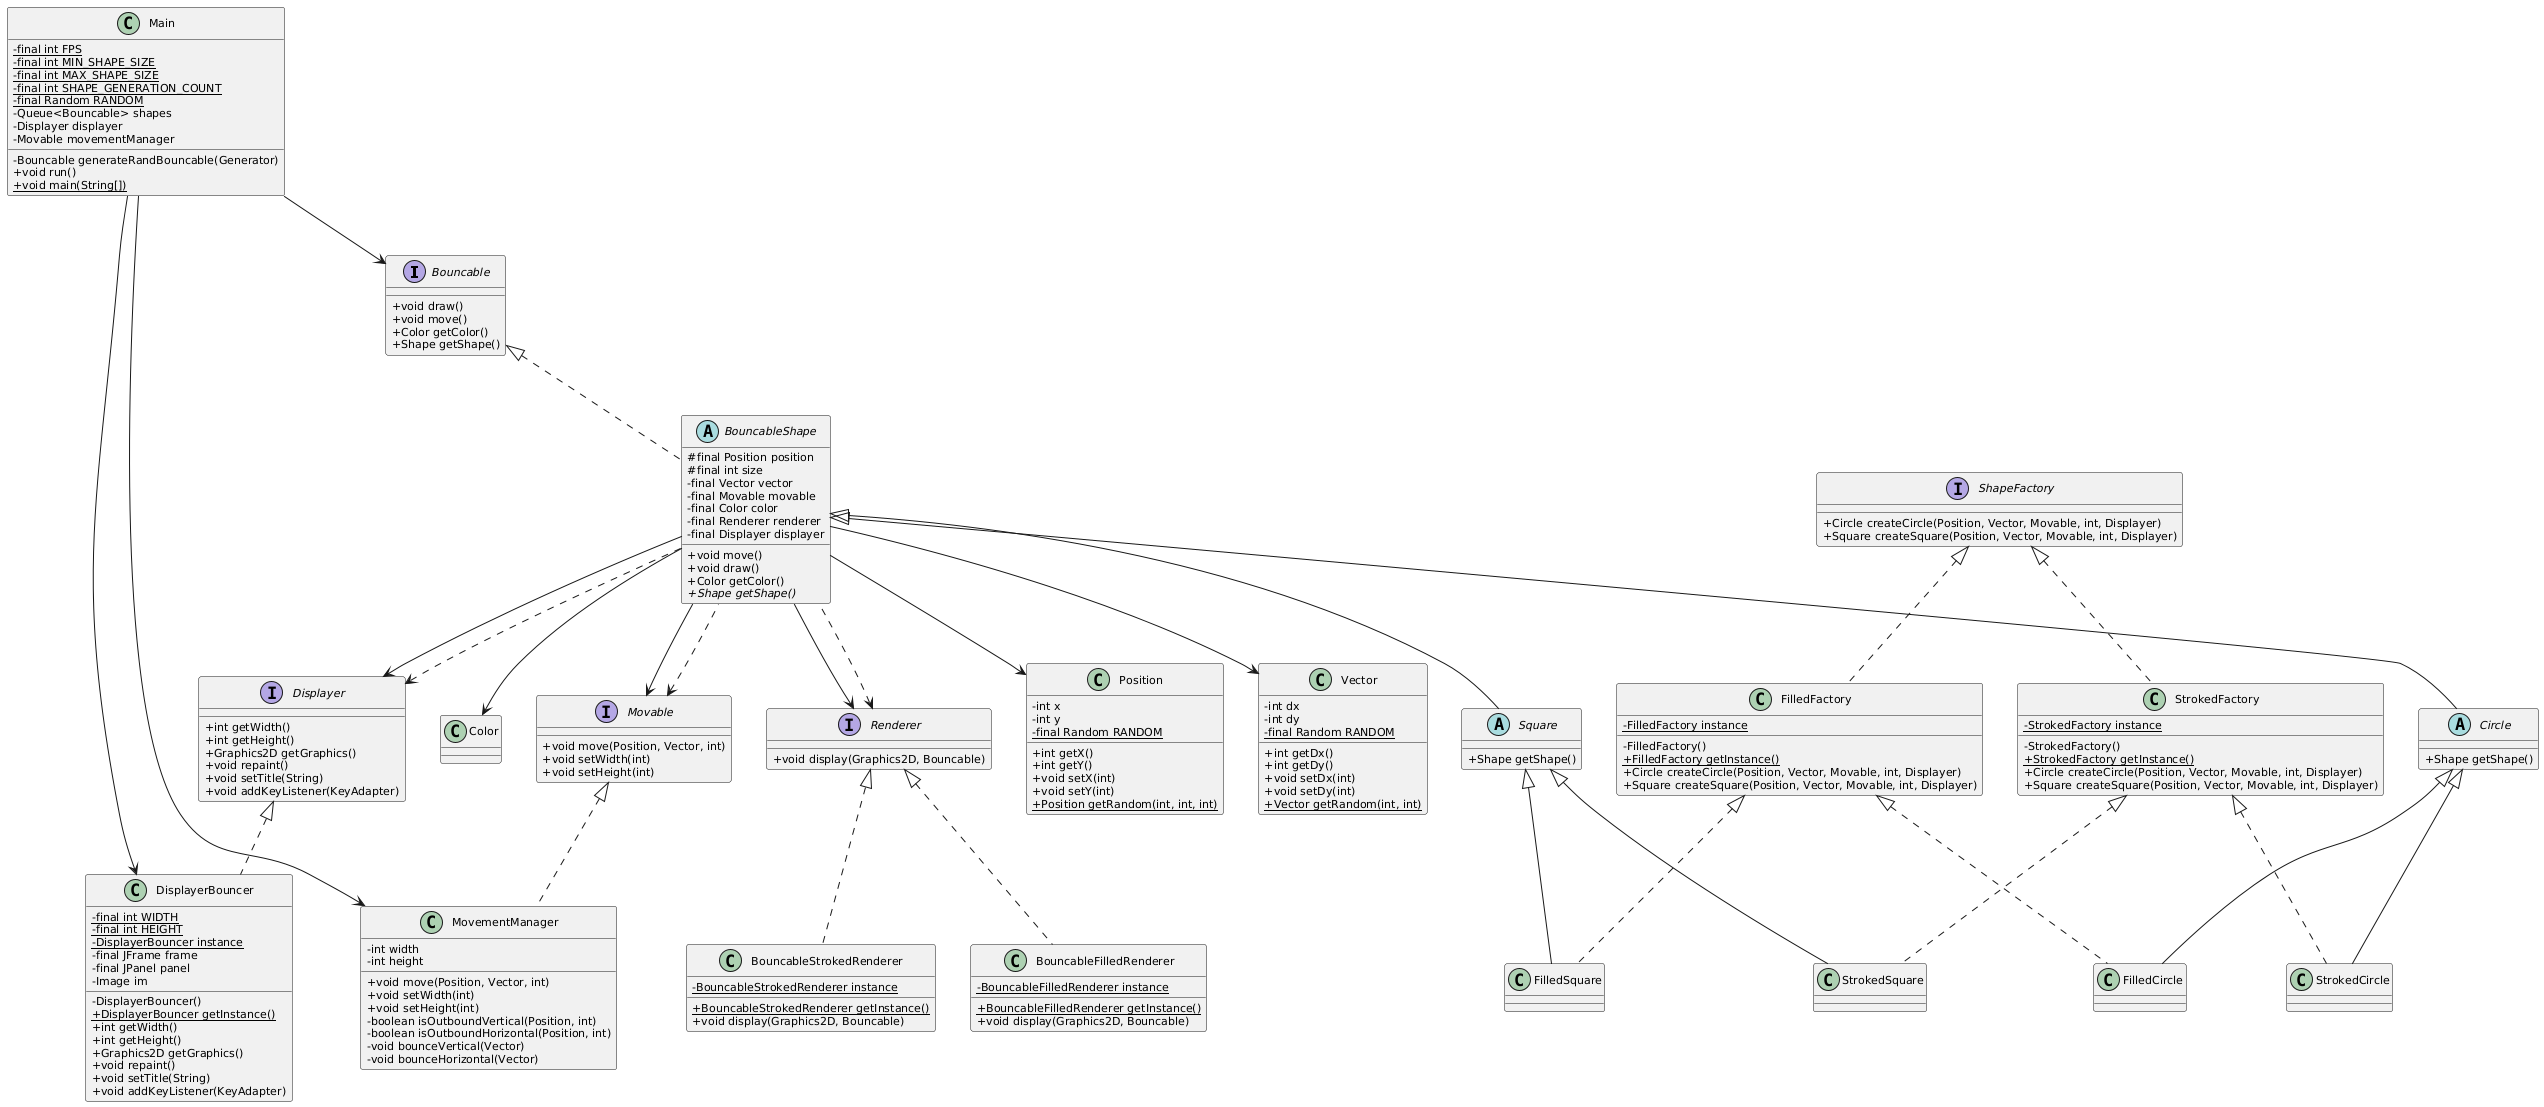 C Main
-final int FPS
-final int MIN_SHAPE_SIZE
-final int MAX_SHAPE_SIZE
-final int SHAPE_GENERATION_COUNT
-final Random RANDOM
-Queue<Bouncable> shapes
-Displayer displayer
-Movable movementManager
-Bouncable generateRandBouncable(Generator)
+void run()
+void main(String[])
I Bouncable
+void draw()
+void move()
+Color getColor()
+Shape getShape()
A BouncableShape
#final Position position
#final int size
-final Vector vector
-final Movable movable
-final Color color
-final Renderer renderer
-final Displayer displayer
+void move()
+void draw()
+Color getColor()
+Shape getShape()
I ShapeFactory
+Circle createCircle(Position, Vector, Movable, int, Displayer)
+Square createSquare(Position, Vector, Movable, int, Displayer)
I Displayer
+int getWidth()
+int getHeight()
+Graphics2D getGraphics()
+void repaint()
+void setTitle(String)
+void addKeyListener(KeyAdapter)
C Color
I Movable
+void move(Position, Vector, int)
+void setWidth(int)
+void setHeight(int)
I Renderer
+void display(Graphics2D, Bouncable)
C Position
-int x
-int y
-final Random RANDOM
+int getX()
+int getY()
+void setX(int)
+void setY(int)
+Position getRandom(int, int, int)
C Vector
-int dx
-int dy
-final Random RANDOM
+int getDx()
+int getDy()
+void setDx(int)
+void setDy(int)
+Vector getRandom(int, int)
A Square
+Shape getShape()
C FilledFactory
-FilledFactory instance
-FilledFactory()
+FilledFactory getInstance()
+Circle createCircle(Position, Vector, Movable, int, Displayer)
+Square createSquare(Position, Vector, Movable, int, Displayer)
C StrokedFactory
-StrokedFactory instance
-StrokedFactory()
+StrokedFactory getInstance()
+Circle createCircle(Position, Vector, Movable, int, Displayer)
+Square createSquare(Position, Vector, Movable, int, Displayer)
A Circle
+Shape getShape()
C DisplayerBouncer
-final int WIDTH
-final int HEIGHT
-DisplayerBouncer instance
-final JFrame frame
-final JPanel panel
-Image im
-DisplayerBouncer()
+DisplayerBouncer getInstance()
+int getWidth()
+int getHeight()
+Graphics2D getGraphics()
+void repaint()
+void setTitle(String)
+void addKeyListener(KeyAdapter)
C MovementManager
-int width
-int height
+void move(Position, Vector, int)
+void setWidth(int)
+void setHeight(int)
-boolean isOutboundVertical(Position, int)
-boolean isOutboundHorizontal(Position, int)
-void bounceVertical(Vector)
-void bounceHorizontal(Vector)
C BouncableStrokedRenderer
-BouncableStrokedRenderer instance
+BouncableStrokedRenderer getInstance()
+void display(Graphics2D, Bouncable)
C BouncableFilledRenderer
-BouncableFilledRenderer instance
+BouncableFilledRenderer getInstance()
+void display(Graphics2D, Bouncable)
C FilledSquare
C StrokedSquare
C FilledCircle
C StrokedCircle